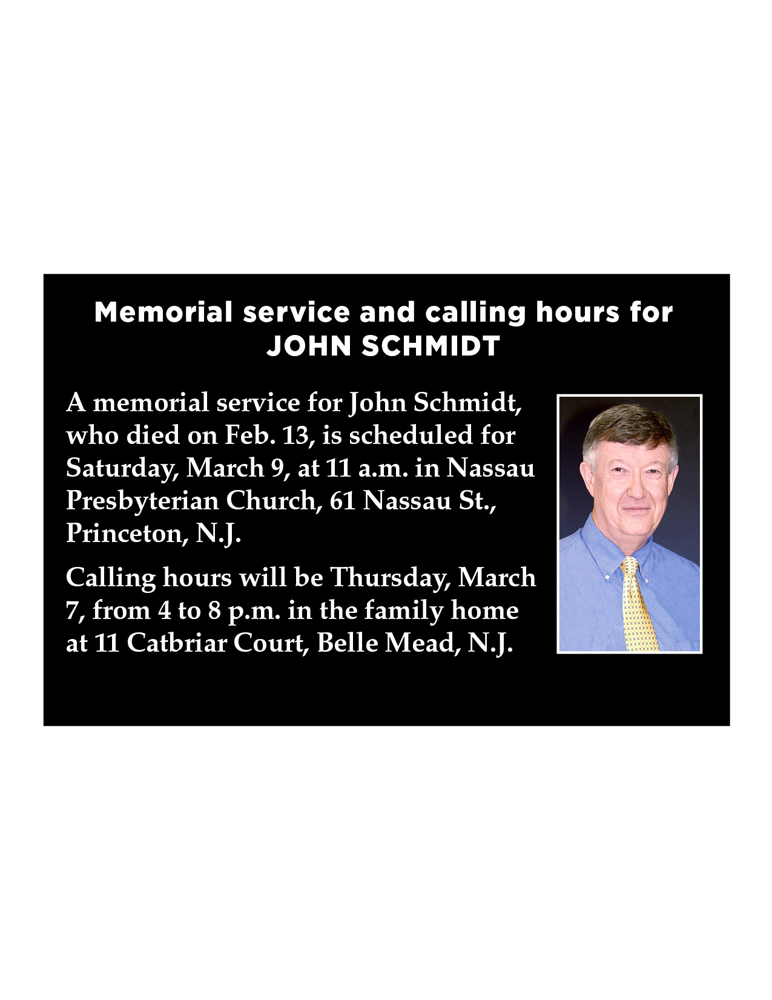 Memorial service and calling hours for
JOHN SCHMIDT
A memorial service for John Schmidt,
who died on Feb. 13, is scheduled for
Saturday, March 9, at 11 a.m. in Nassau
Presbyterian Church, 61 Nassau St.,
Princeton, N.J.
Calling hours will be Thursday, March
7, from 4 to 8 p.m. in the family home
at 11 Catbriar Court, Belle Mead, N.J.